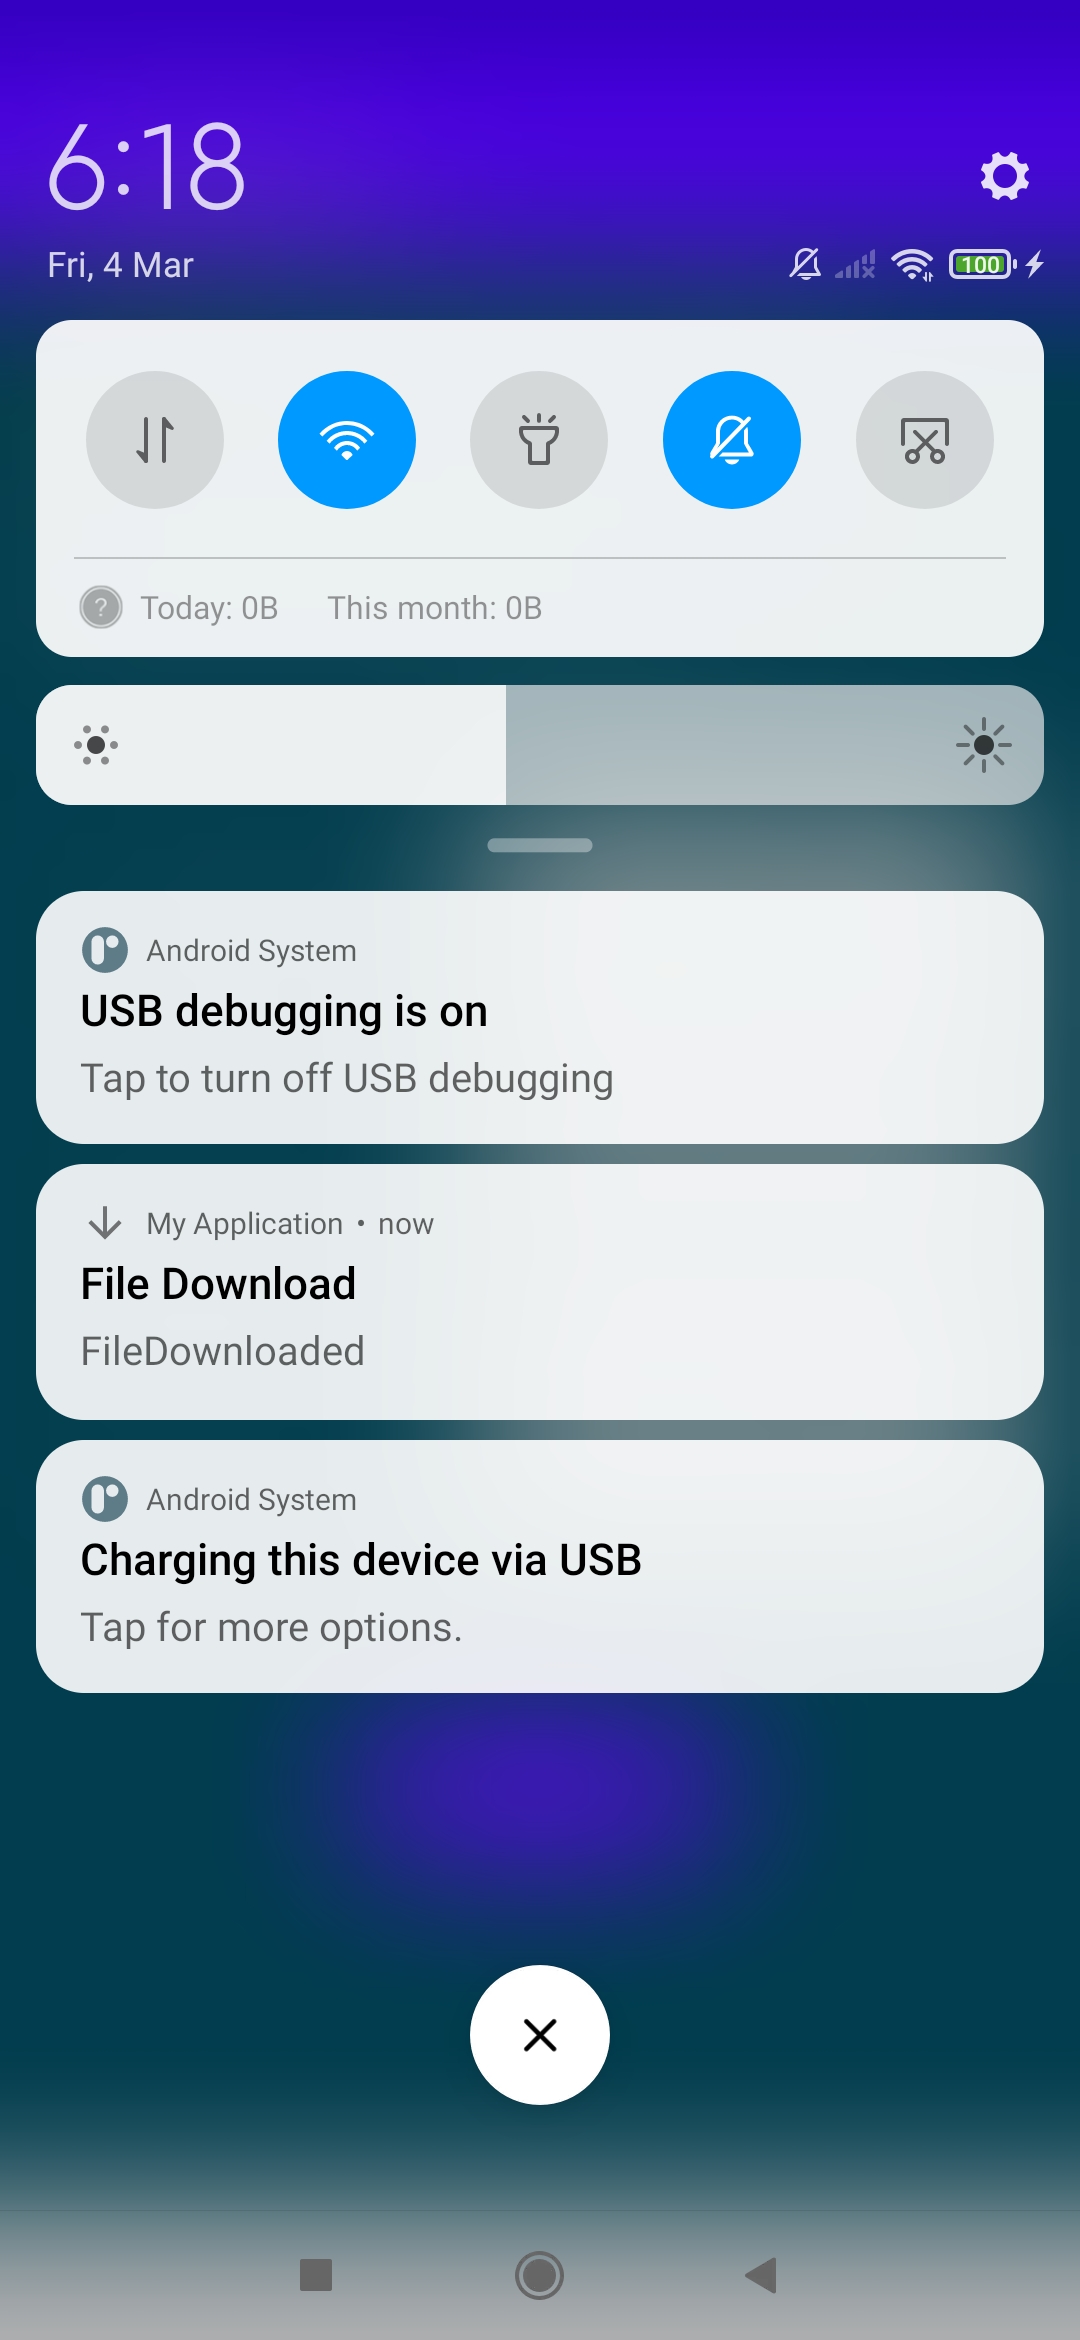 6:18
Fri, 4 Mar
100
? Today: 0B This month: 0B
Android System
USB debugging is on
Tap to turn off USB debugging
My Application • now
File Download
FileDownloaded
Android System
Charging this device via USB
Tap for more options.